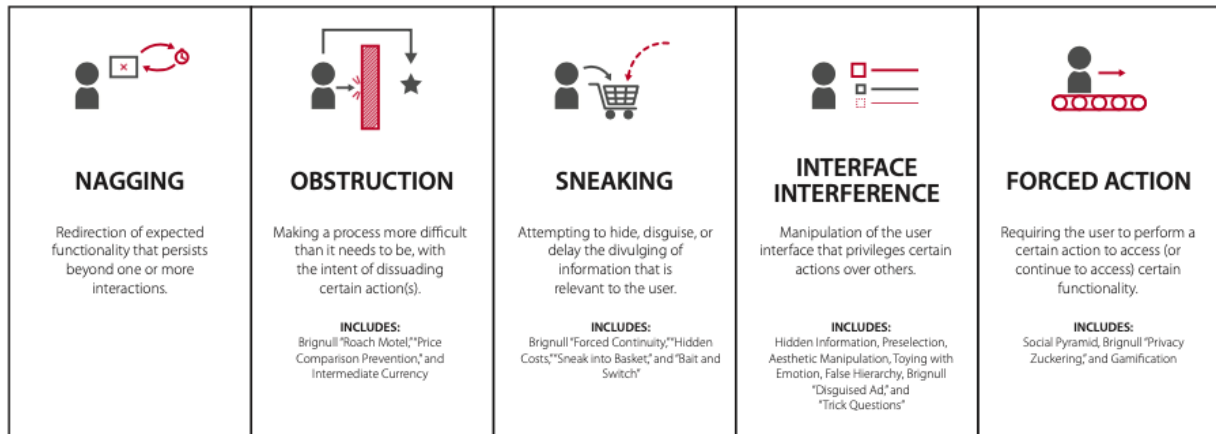 NAGGING
Redirection of expected
functionality that persists
beyond one or more
interactions.
OBSTRUCTION
Making a process more difficult
than it needs to be, with
the intent of dissuading
certain action(s).
INCLUDES:
Brignull “Roach Motel,” “Price
Comparison Prevention,” and
Intermediate Currency
SNEAKING
Attempting to hide, disguise, or
delay the divulging of
information that is
relevant to the user.
INCLUDES:
Brignull “Forced Continuity,” “Hidden
Costs,” “Sneak into Basket,” and “Bait and
Switch”
INTERFACE
INTERFERENCE
Manipulation of the user
interface that privileges certain
actions over others.
INCLUDES:
Hidden Information, Preselection,
Aesthetic Manipulation, Toying with
Emotion, False Hierarchy, Brignull
“Disguised Ad,” and
“Trick Questions”
FORCED ACTION
Requiring the user to perform a
certain action to access (or
continue to access) certain
functionality.
INCLUDES:
Social Pyramid, Brignull “Privacy
Zuckering,” and Gamification